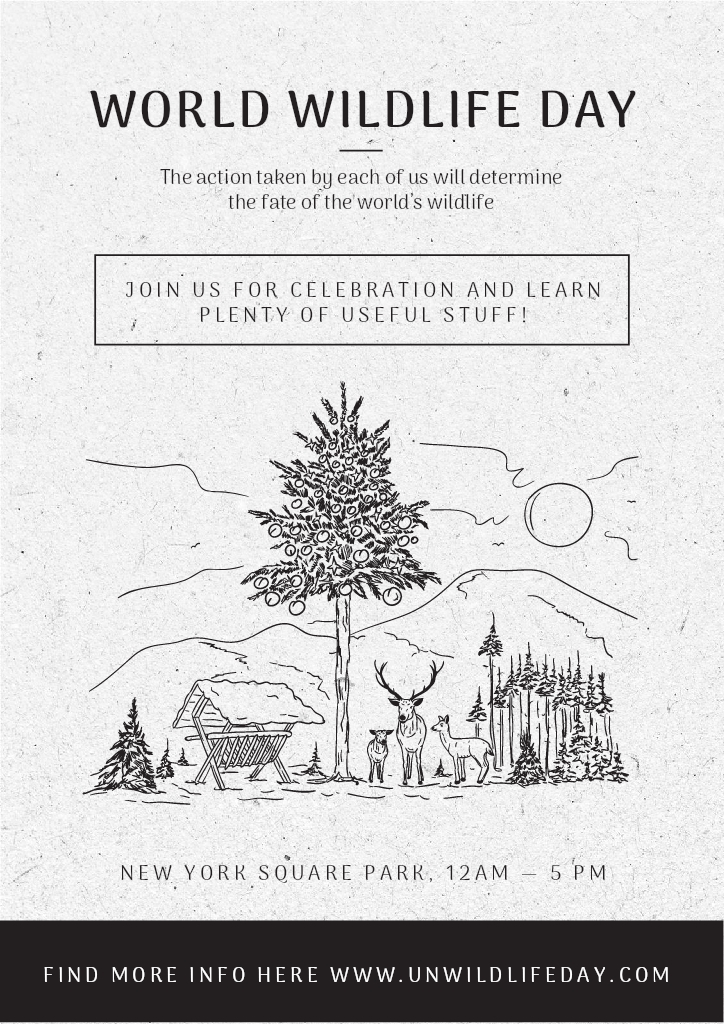 WORLD WILDLIFE DAY
The action taken by each of us will determine
the fate of the world's wildlife
JOIN US FOR CELEBRATION AND LEARN
PLENTY OF USEFUL STUFF!
NEW YORK SQUARE PARK, 12AM – 5 PM
FIND MORE INFO HERE WWW.UNWILDLIFEDAY.COM